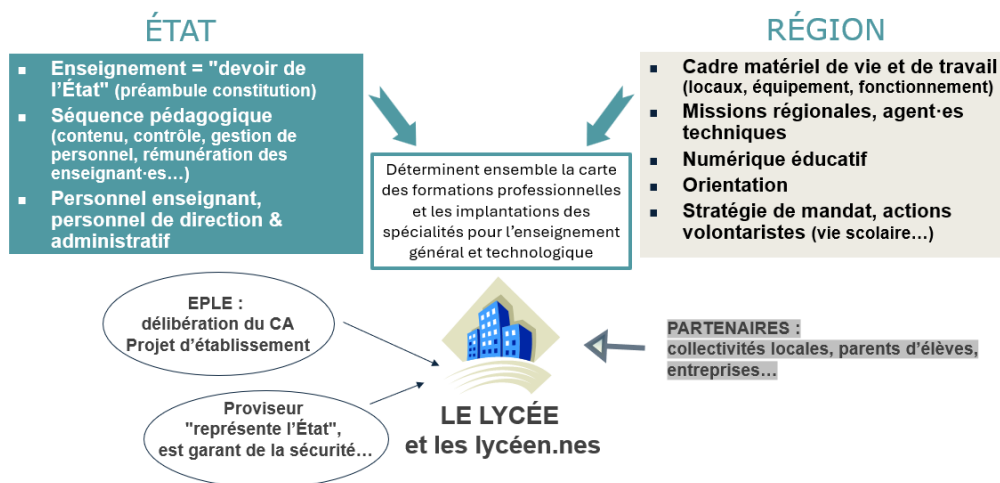 ÉTAT
Enseignement = "devoir de
l'État" (préambule constitution)
Séquence pédagogique
(contenu, contrôle, gestion de
personnel, rémunération des
enseignant·es…)
Personnel enseignant,
personnel de direction &
administratif
RÉGION
Cadre matériel de vie et de travail
(locaux, équipement, fonctionnement)
Missions régionales, agent·es
techniques
Numérique éducatif
Orientation
Stratégie de mandat, actions
volontaristes (vie scolaire…)
Déterminent ensemble la carte
des formations professionnelles
et les implantations des
spécialités pour l'enseignement
général et technologique
EPLE :
délibération du CA
Projet d'établissement
Proviseur
"représente l'État",
est garant de la sécurité…
PARTENAIRES :
collectivités locales, parents d'élèves,
entreprises…
LE LYCÉE
et les lycéen.nes